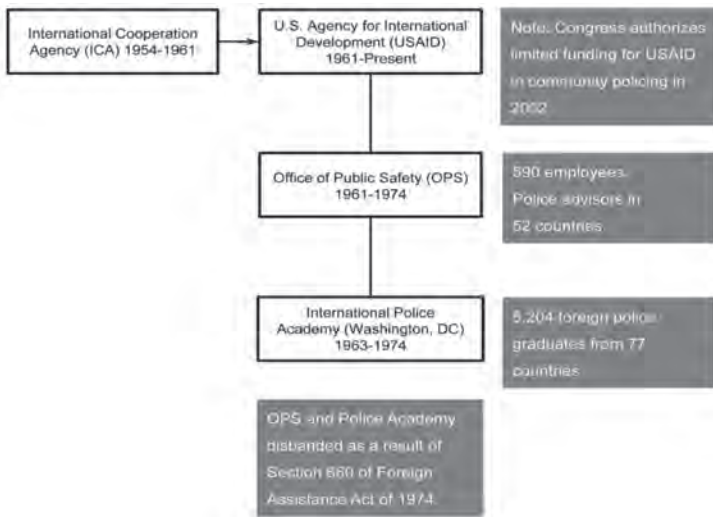 International Cooperation
Agency (ICA) 1954-1961
U.S. Agency for International
Development (USAID)
1961-Present
Note: Congress authorizes
limited funding for USAID
in community policing in
2002
Office of Public Safety (OPS)
1961-1974
590 employees
Police advisors in
52 countries
International Police
Academy (Washington, DC)
1963-1974
5,204 foreign police
graduates from 77
countries
OPS and Police Academy
disbanded as a result of
Section 660 of Foreign
Assistance Act of 1974